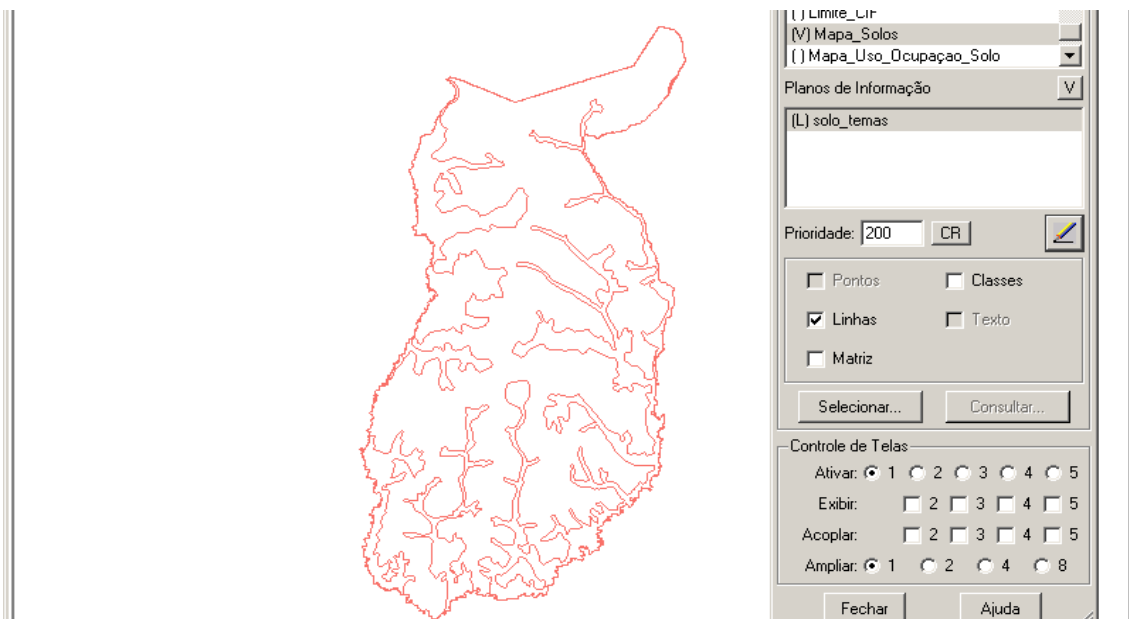 ( ) Limite_CIF
(V) Mapa_Solos
( ) Mapa_Uso_Ocupaçao_Solo
Planos de Informação V
(L) solo_temas
Prioridade: 200 CR
Pontos Classes
Linhas Texto
Matriz
Selecionar... Consultar...
Controle de Telas
Ativar: 1 2 3 4 5
Exibir: 2 3 4 5
Acoplar: 2 3 4 5
Ampliar: 1 2 4 8
Fechar Ajuda